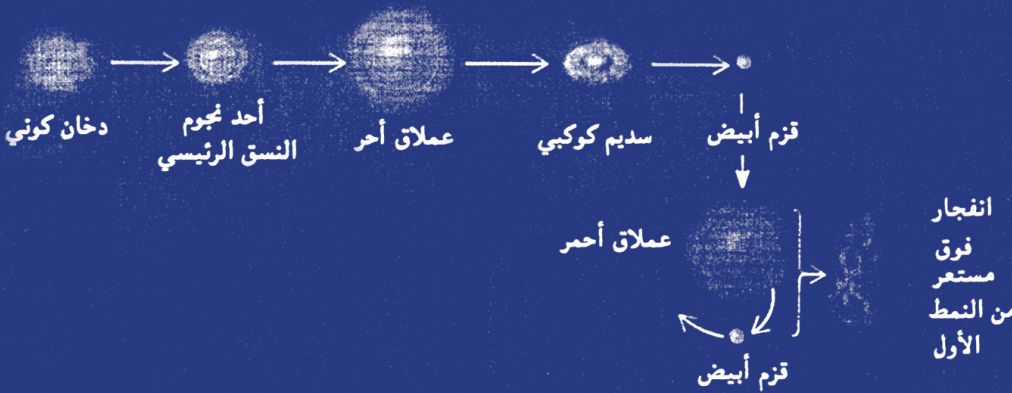 دخان كوني
أحد نجوم
النسق الرئيسي
عملاق أحر
سديم كوكبي
قزم أبيض
عملاق أحمر
قزم أبيض
انفجار
فوق
مستعر
من النمط
الأول